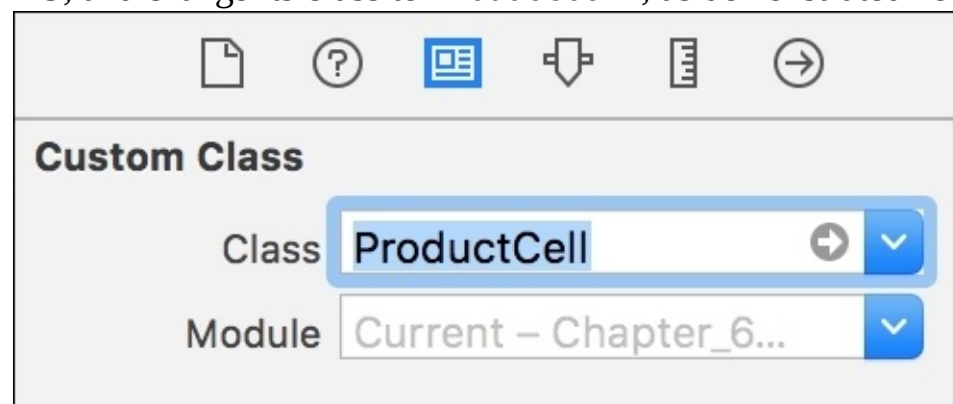 Custom Class
Class ProductCell
Module Current – Chapter_6...